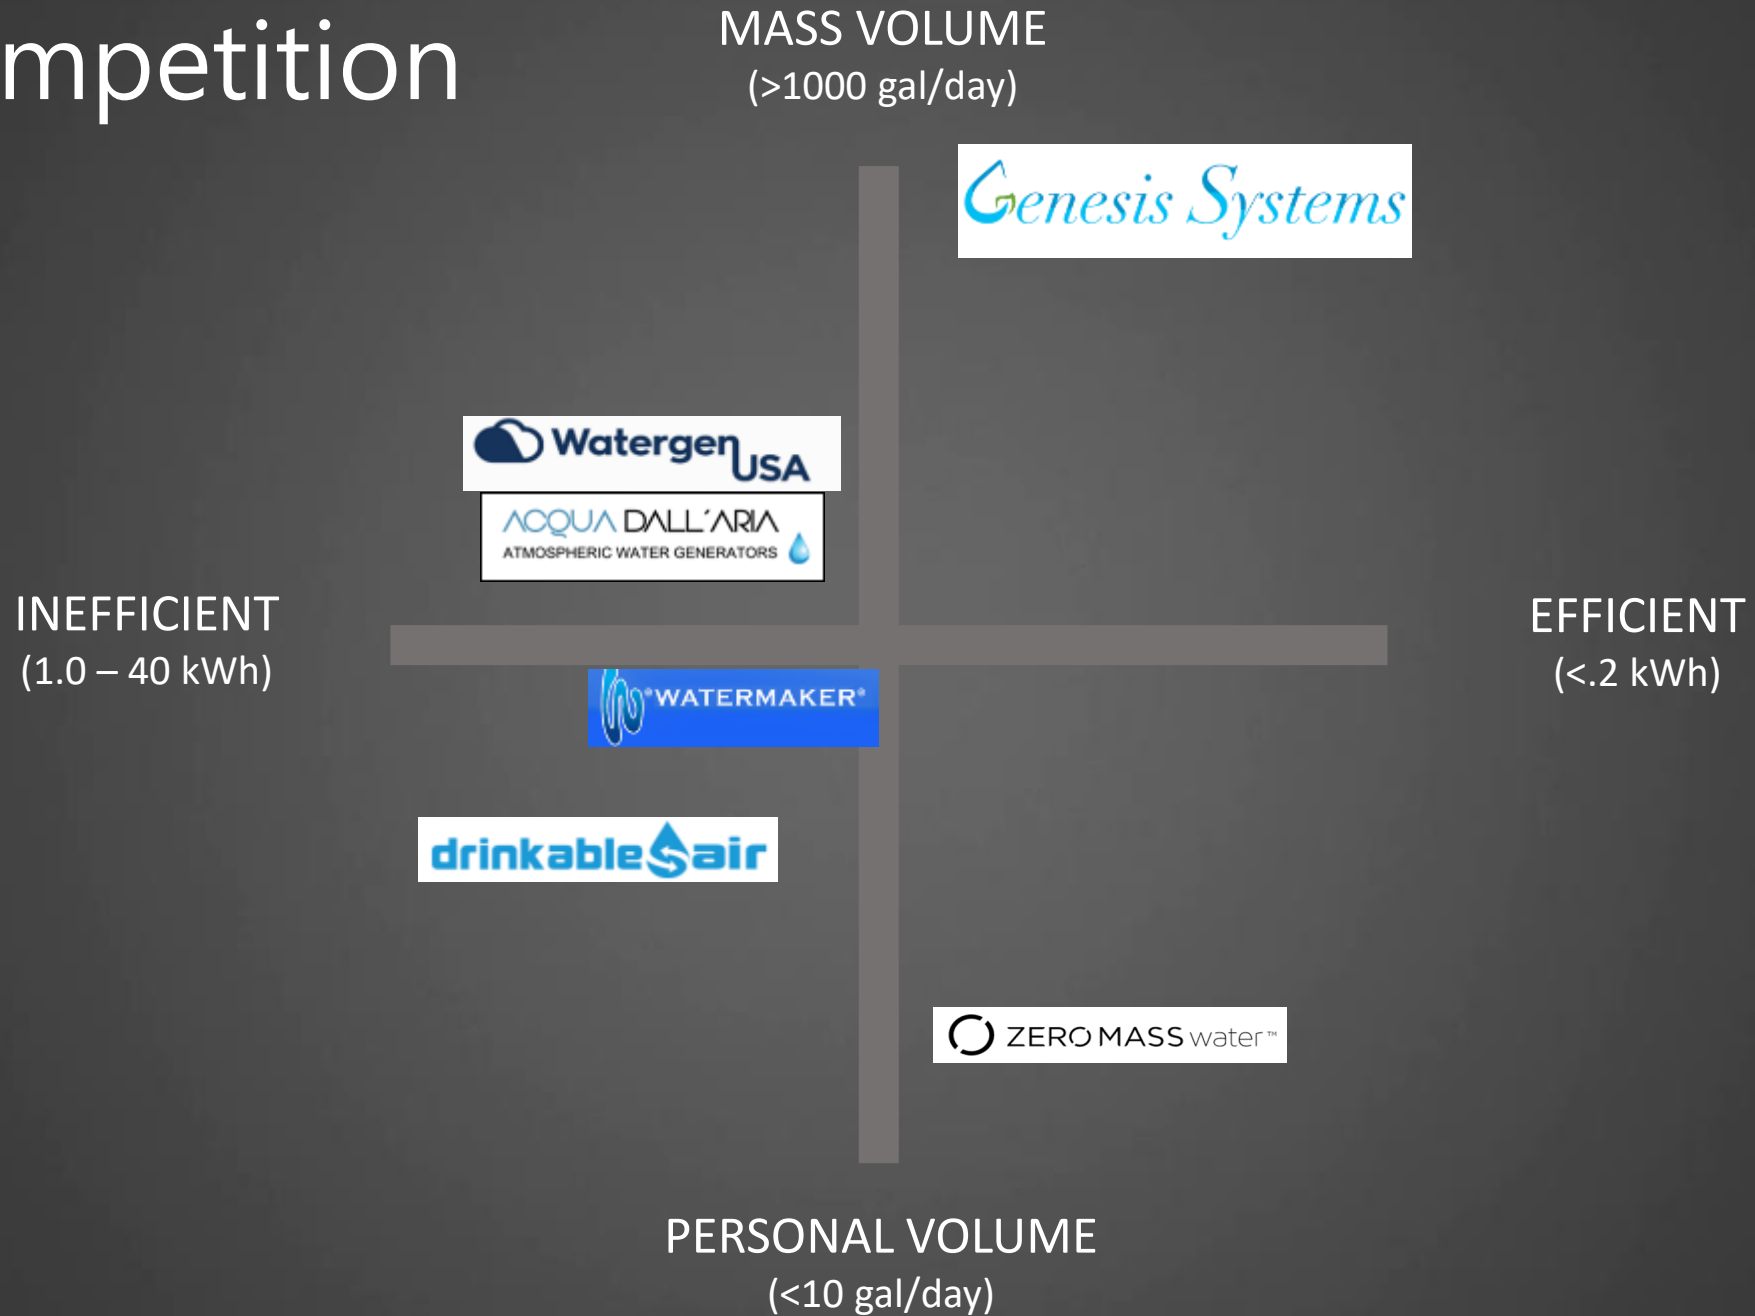 mpetition
MASS VOLUME
(>1000 gal/day)
Genesis Systems
Watergen
USA
ACQUA DALL´ARIA
ATMOSPHERIC WATER GENERATORS
INEFFICIENT
(1.0 – 40 kWh)
EFFICIENT
(<.2 kWh)
®WATERMAKER®
drinkable air
ZERO MASS water™
PERSONAL VOLUME
(<10 gal/day)